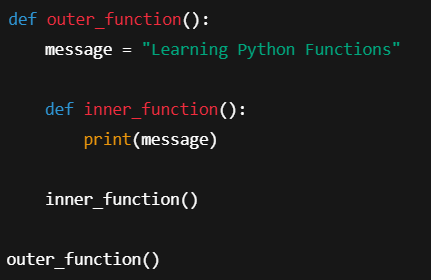 def outer_function():
    message = "Learning Python Functions"
    def inner_function():
        print(message)
    inner_function()
outer_function()